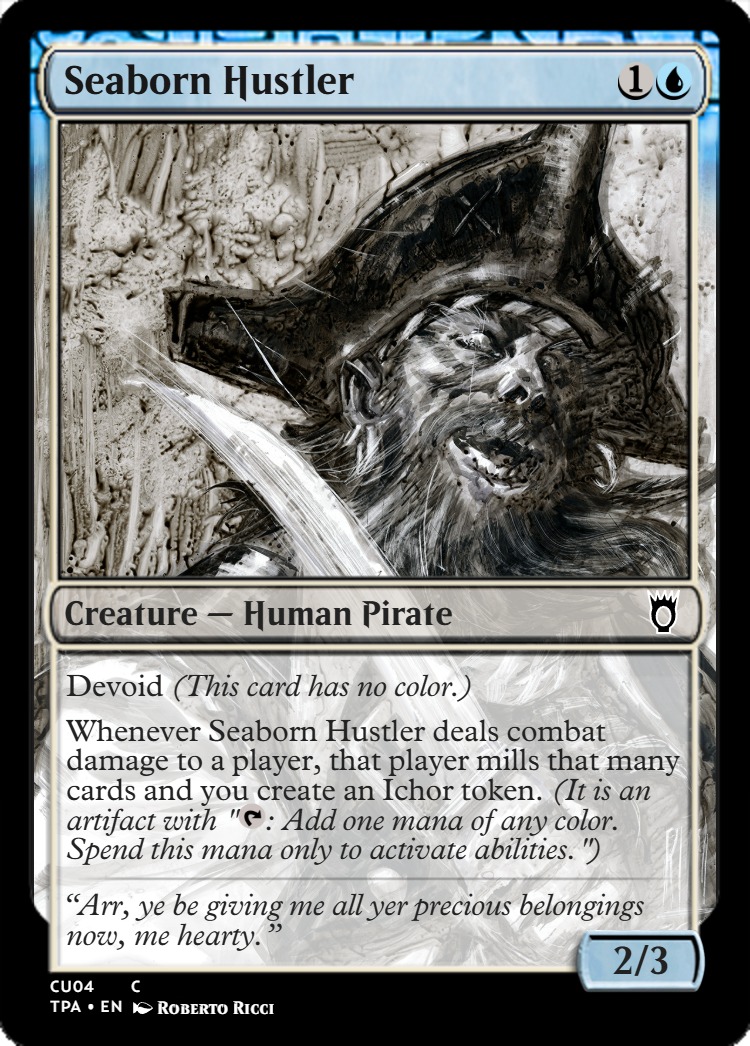 Seaborn Hustler 1
Creature — Human Pirate
Devoid (This card has no color.)
Whenever Seaborn Hustler deals combat
damage to a player, that player mills that many
cards and you create an Ichor token. (It is an
artifact with ": Add one mana of any color.
Spend this mana only to activate abilities. ")
“Arr, ye be giving me all yer precious belongings
now, me hearty.”
2/3
CU04 C
TPA • EN Roberto Ricci